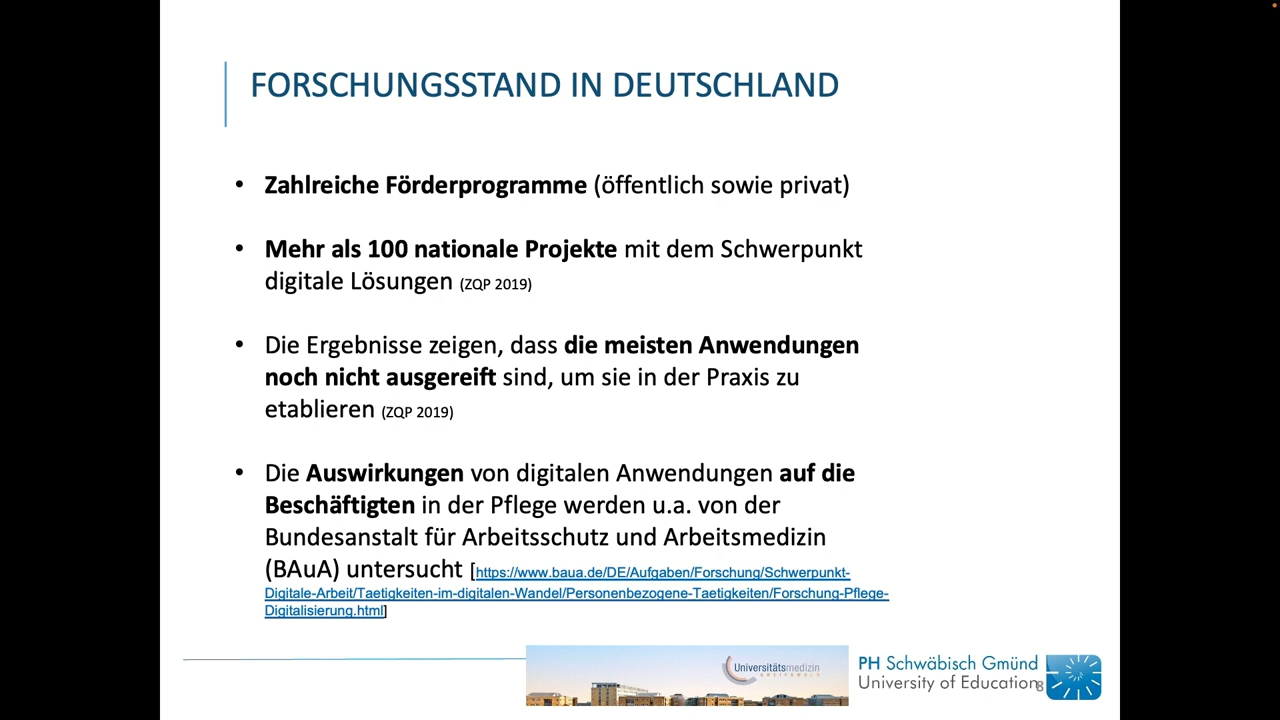 FORSCHUNGSSTAND IN DEUTSCHLAND
• Zahlreiche Förderprogramme (öffentlich sowie privat)
• Mehr als 100 nationale Projekte mit dem Schwerpunkt
digitale Lösungen (ZQP 2019)
• Die Ergebnisse zeigen, dass die meisten Anwendungen
noch nicht ausgereift sind, um sie in der Praxis zu
etablieren (ZQP 2019)
• Die Auswirkungen von digitalen Anwendungen auf die
Beschäftigten in der Pflege werden u.a. von der
Bundesanstalt für Arbeitsschutz und Arbeitsmedizin
(BAuA) untersucht [https://www.baua.de/DE/Aufgaben/Forschung/Schwerpunkt-
Digitale-Arbeit/Taetigkeiten-im-digitalen-Wandel/Personenbezogene-Taetigkeiten/Forschung-Pflege-
Digitalisierung.html]
Universitätsmedizin
GREIFSWALD
PH Schwäbisch Gmünd
University of Education
8